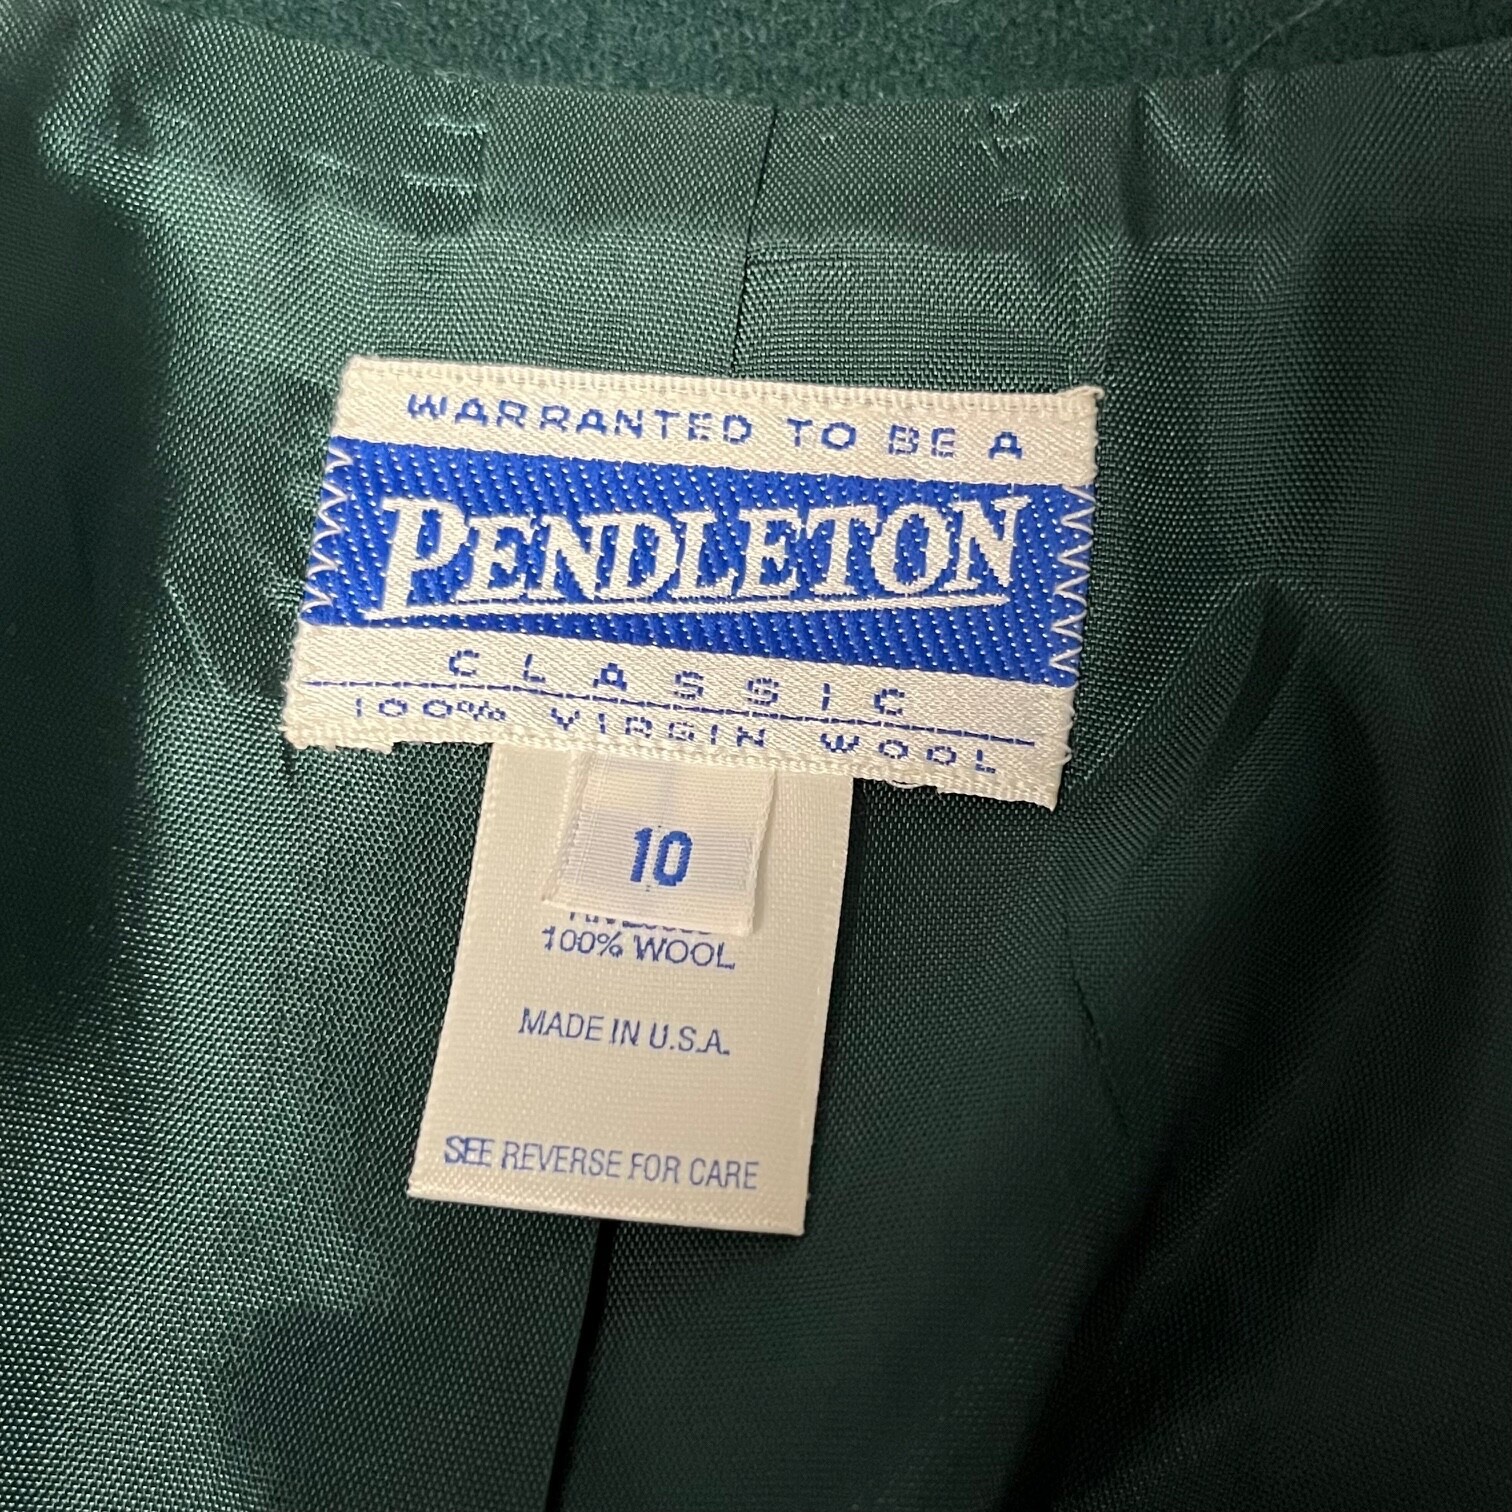 WARRANTED TO BE A
PENDLETON
CLASSIC
100% VIRGIN WOOL
10
100% WOOL
MADE IN U.S.A.
SEE REVERSE FOR CARE